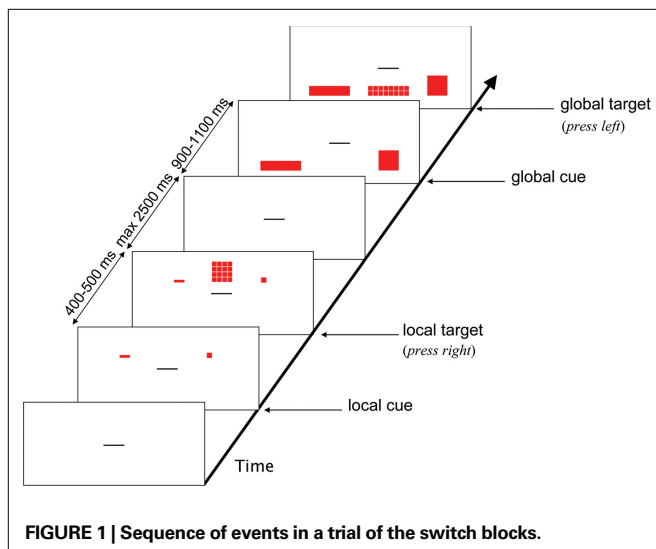 global target
(press left)
900-1100 ms
global cue
max 2500 ms
400-500 ms
local target
(press right)
local cue
Time
FIGURE 1 | Sequence of events in a trial of the switch blocks.